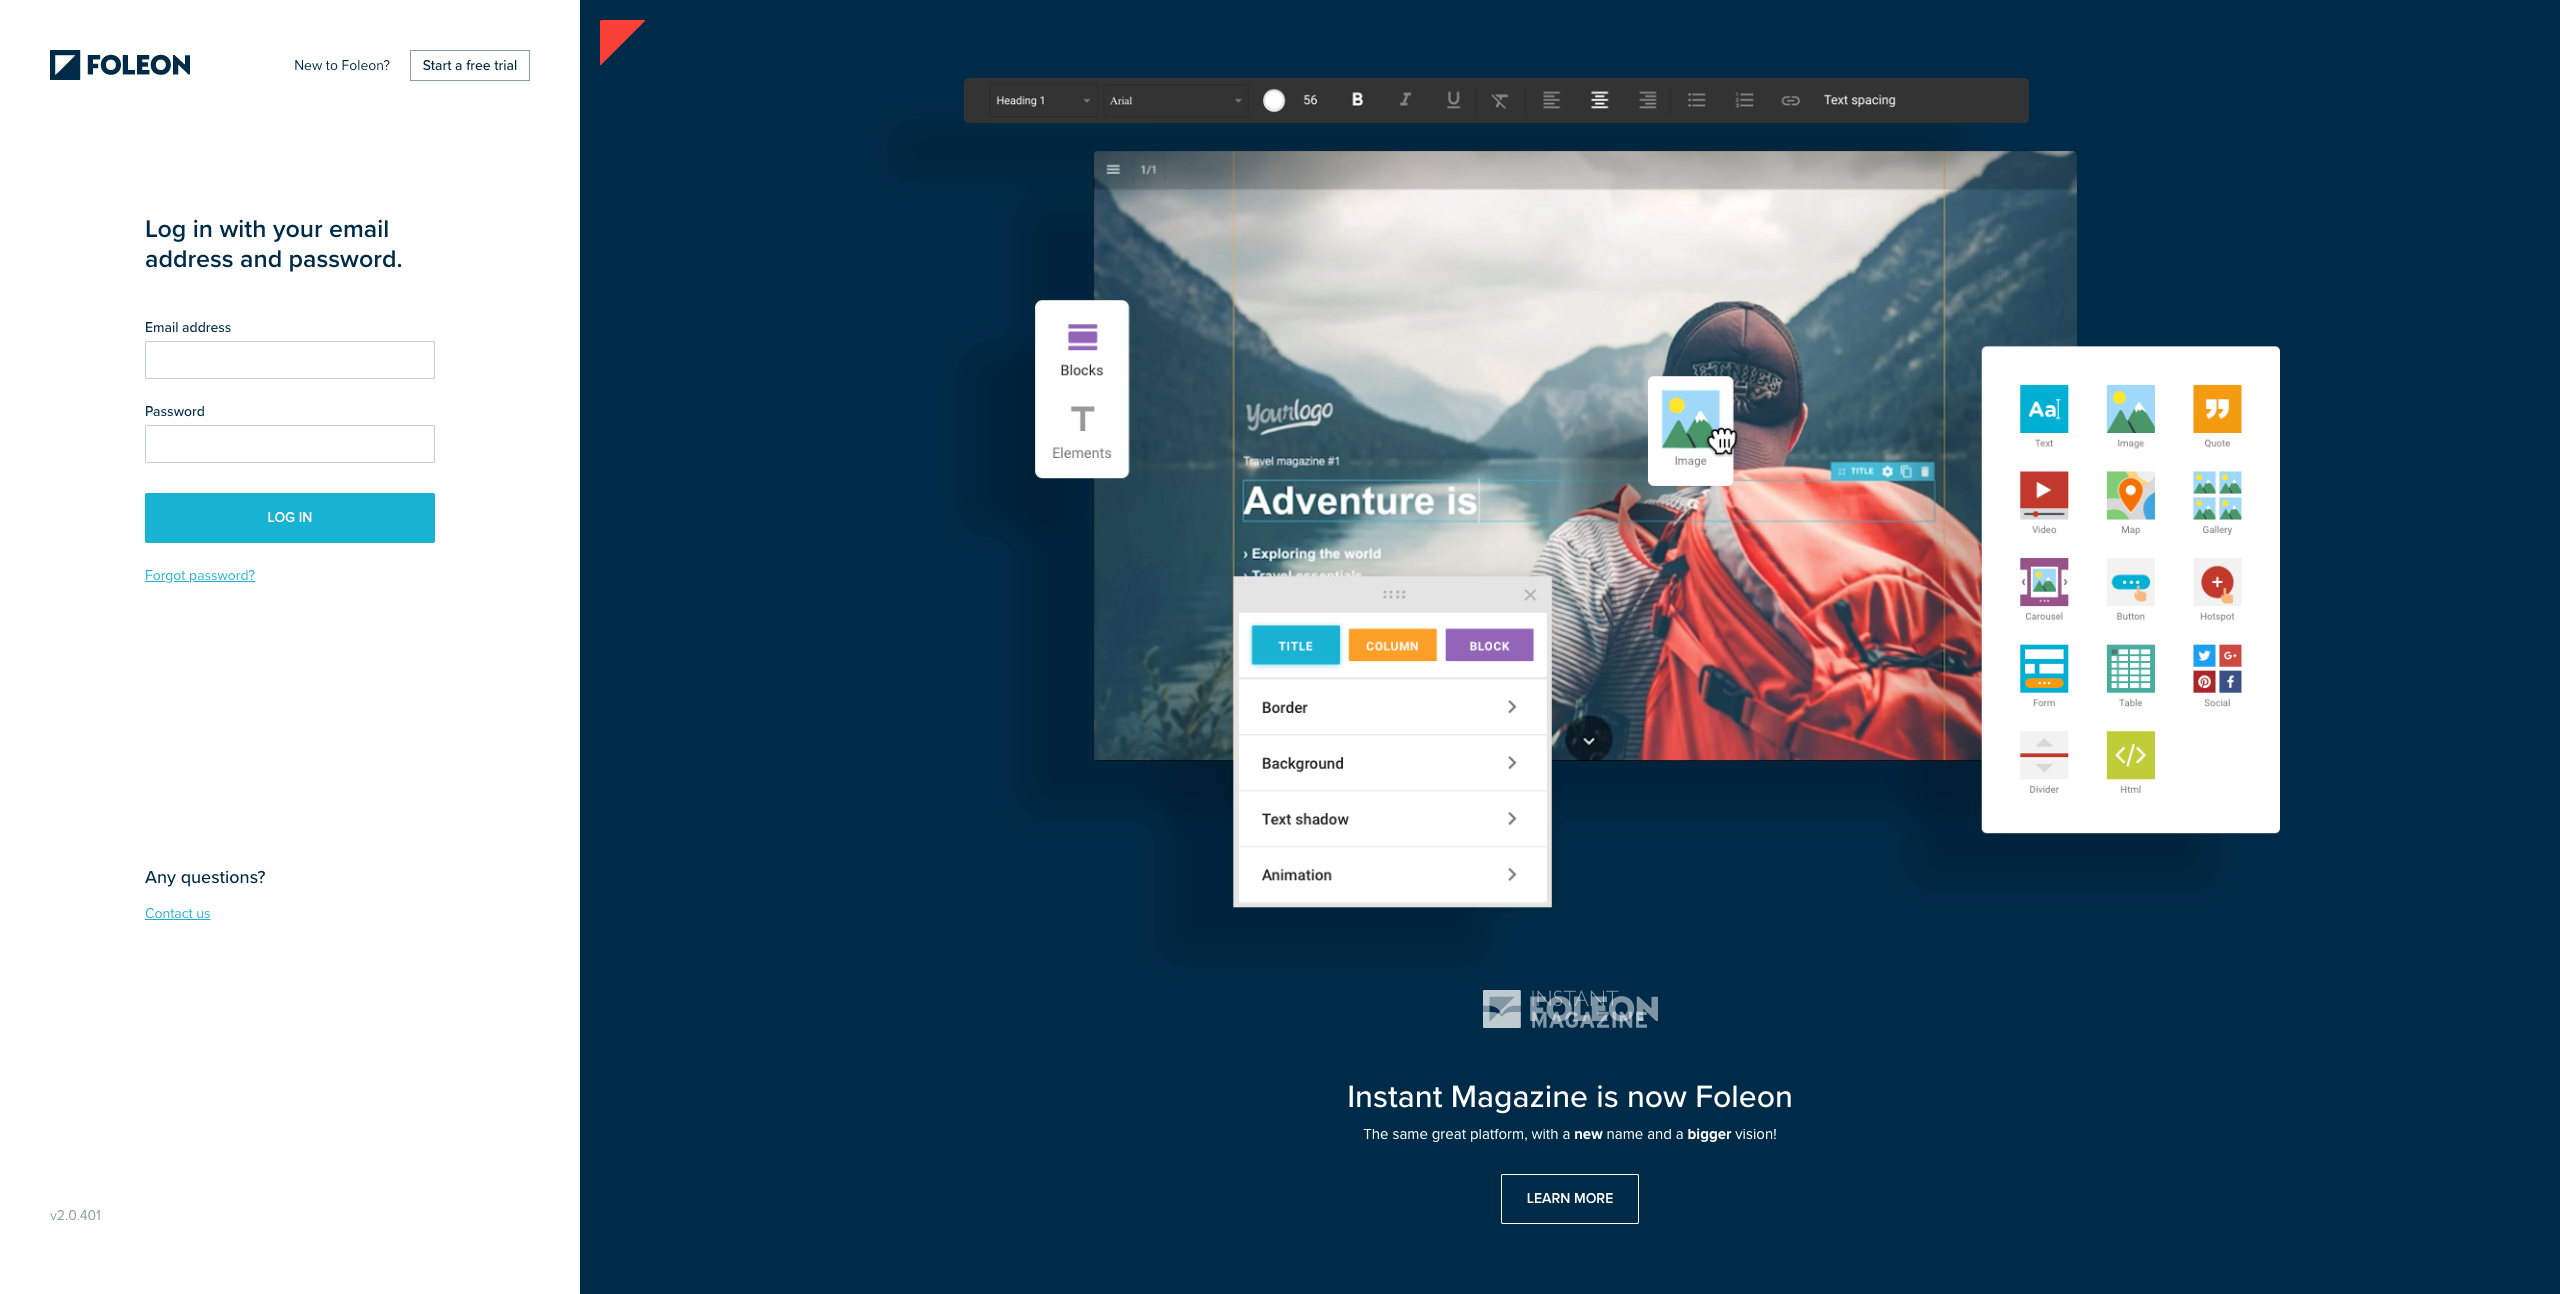 FOLEON
New to Foleon?
Start a free trial
Log in with your email
address and password.
Email address
Password
LOG IN
Forgot password?
Any questions?
Contact us
v2.0.401
Heading 1
Arial
56
B
I
U
Text spacing
1/1
Blocks
T
Elements
Yourlogo
Travel magazine #1
Image
TITLE
Adventure is
› Exploring the world
› Travel essentials
TITLE
COLUMN
BLOCK
Border
Background
Text shadow
Animation
Aa
Text
Image
Quote
Video
Map
Gallery
Carousel
Button
Hotspot
Form
Table
G+
f
Social
Divider
</>
Html
INSTANT
FOLEON
MAGAZINE
Instant Magazine is now Foleon
The same great platform, with a new name and a bigger vision!
LEARN MORE